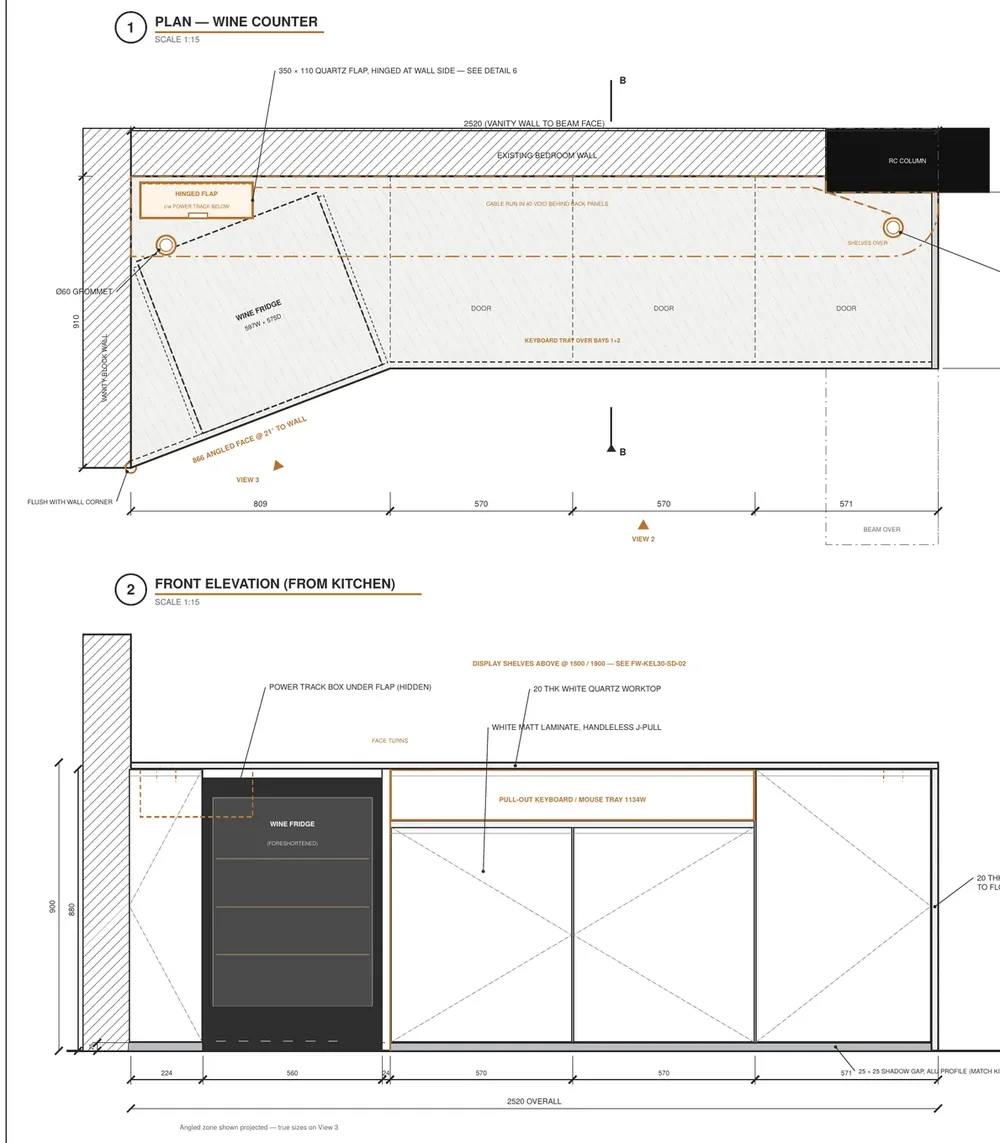 1
PLAN — WINE COUNTER
SCALE 1:15
350 × 110 QUARTZ FLAP, HINGED AT WALL SIDE — SEE DETAIL 6
B
2520 (VANITY WALL TO BEAM FACE)
EXISTING BEDROOM WALL
RC COLUMN
HINGED FLAP
c/w POWER TRACK BELOW
CABLE RUN IN 40 VOID BEHIND BACK PANELS
SHELVES OVER
Ø60 GROMMET
910
VANITY BLOCK WALL
WINE FRIDGE
597W × 575D
DOOR
DOOR
DOOR
KEYBOARD TRAY OVER BAYS 1+2
866 ANGLED FACE @ 21° TO WALL
B
VIEW 3
FLUSH WITH WALL CORNER
809
570
570
571
BEAM OVER
VIEW 2
2
FRONT ELEVATION (FROM KITCHEN)
SCALE 1:15
DISPLAY SHELVES ABOVE @ 1500 / 1900 — SEE FW-KEL30-SD-02
POWER TRACK BOX UNDER FLAP (HIDDEN)
20 THK WHITE QUARTZ WORKTOP
WHITE MATT LAMINATE, HANDLELESS J-PULL
FACE TURNS
PULL-OUT KEYBOARD / MOUSE TRAY 1134W
WINE FRIDGE
(FORESHORTENED)
900
880
20 THK
TO FLO
224
560
24
570
570
571
25 × 25 SHADOW GAP, ALU PROFILE (MATCH KI
2520 OVERALL
Angled zone shown projected — true sizes on View 3